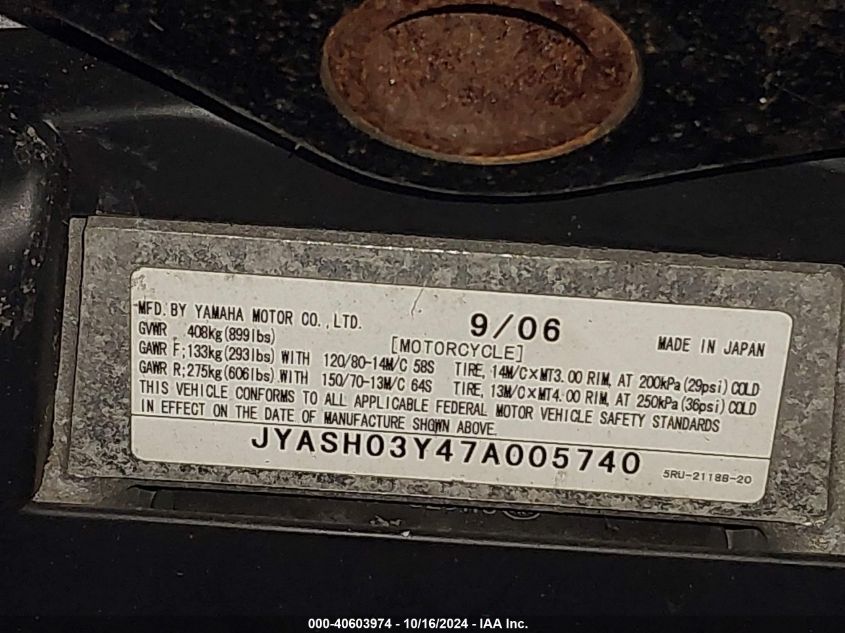 MFD. BY YAMAHA MOTOR CO., LTD. 9/06 MADE IN JAPAN
GVWR 408kg(899lbs) [MOTORCYCLE]
GAWR F;133kg(293lbs) WITH 120/80-14M/C 58S TIRE, 14M/C×MT3.00 RIM, AT 200kPa(29psi) COLD
GAWR R;275kg(606lbs) WITH 150/70-13M/C 64S TIRE, 13M/C×MT4.00 RIM, AT 250kPa(36psi) COLD
THIS VEHICLE CONFORMS TO ALL APPLICABLE FEDERAL MOTOR VEHICLE SAFETY STANDARDS
IN EFFECT ON THE DATE OF MANUFACTURE SHOWN ABOVE.
JYASH03Y47A005740 5RU-21186-20
000-40603974 - 10/16/2024 - IAA Inc.